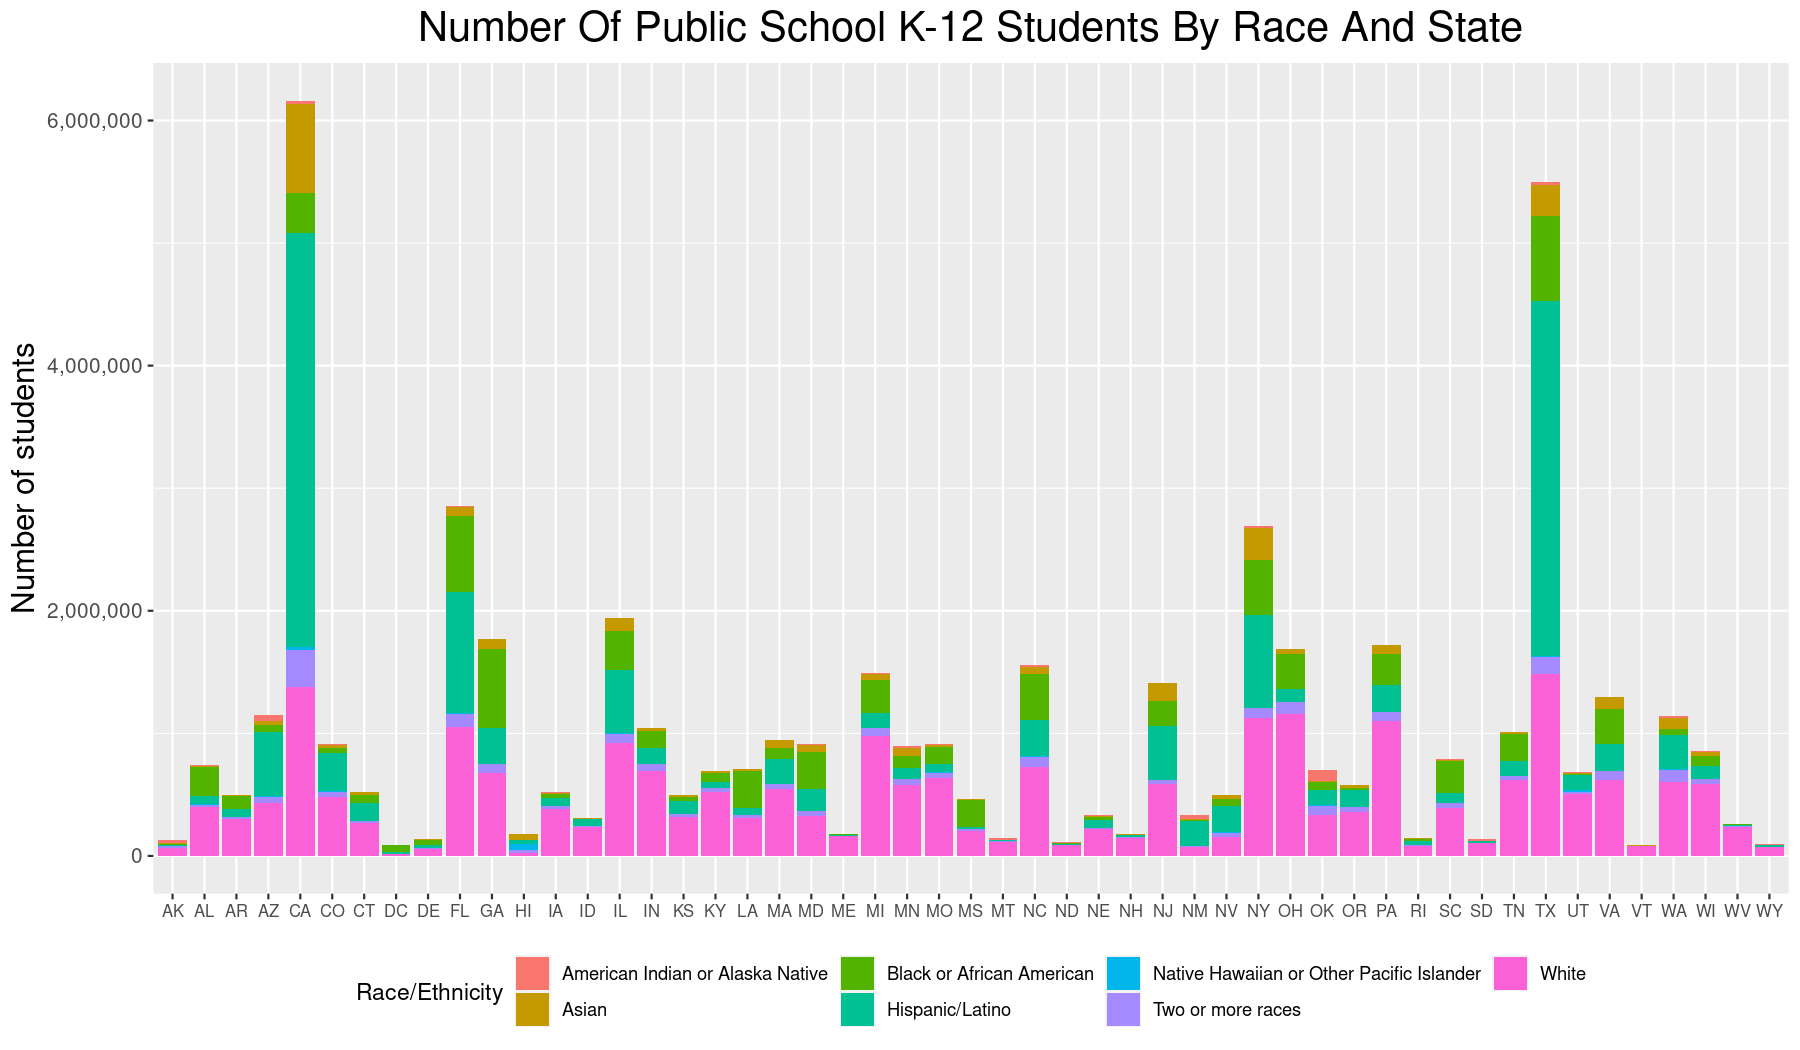 Number Of Public School K-12 Students By Race And State
Number of students
6,000,000
4,000,000
2,000,000
0
AK AL AR AZ CA CO CT DC DE FL GA HI IA ID IL IN KS KY LA MA MD ME MI MN MO MS MT NC ND NE NH NJ NM NV NY OH OK OR PA RI SC SD TN TX UT VA VT WA WI WV WY
Race/Ethnicity
American Indian or Alaska Native Black or African American Native Hawaiian or Other Pacific Islander White
Asian Hispanic/Latino Two or more races